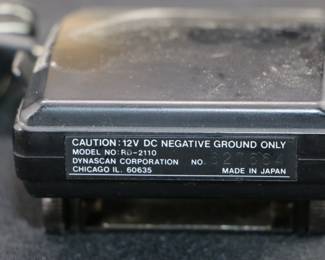 CAUTION: 12V DC NEGATIVE GROUND ONLY
MODEL NO: RD-2110
DYNASCAN CORPORATION NO.
CHICAGO IL. 60635 MADE IN JAPAN